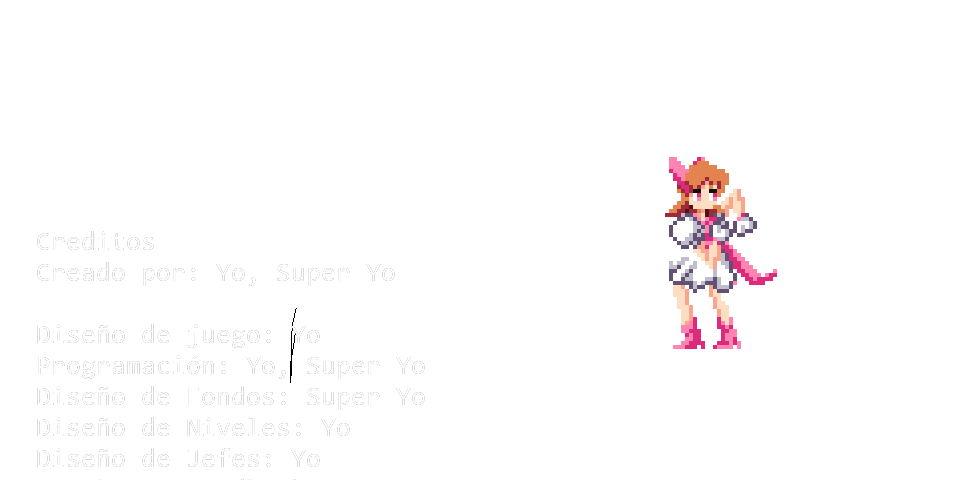 Creditos
Creado por: Yo, Super Yo
Diseño de juego: Yo
Programación: Yo, Super Yo
Diseño de Fondos: Super Yo
Diseño de Niveles: Yo
Diseño de Jefes: Yo